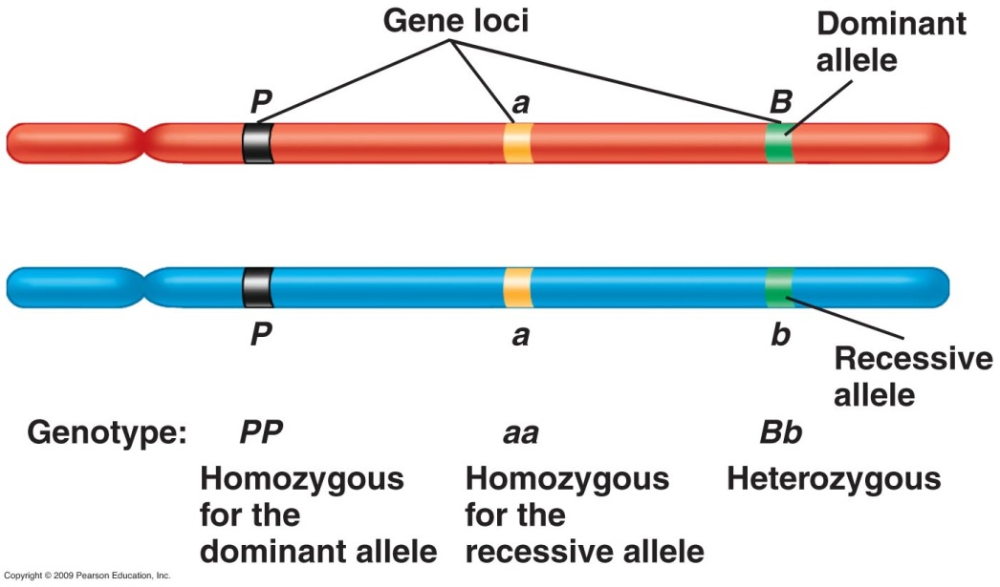 Gene loci
Dominant
allele
P
a
B
P
a
b
Recessive
allele
Genotype:
PP
aa
Bb
Homozygous
for the
dominant allele
Homozygous
for the
recessive allele
Heterozygous
Copyright © 2009 Pearson Education, Inc.